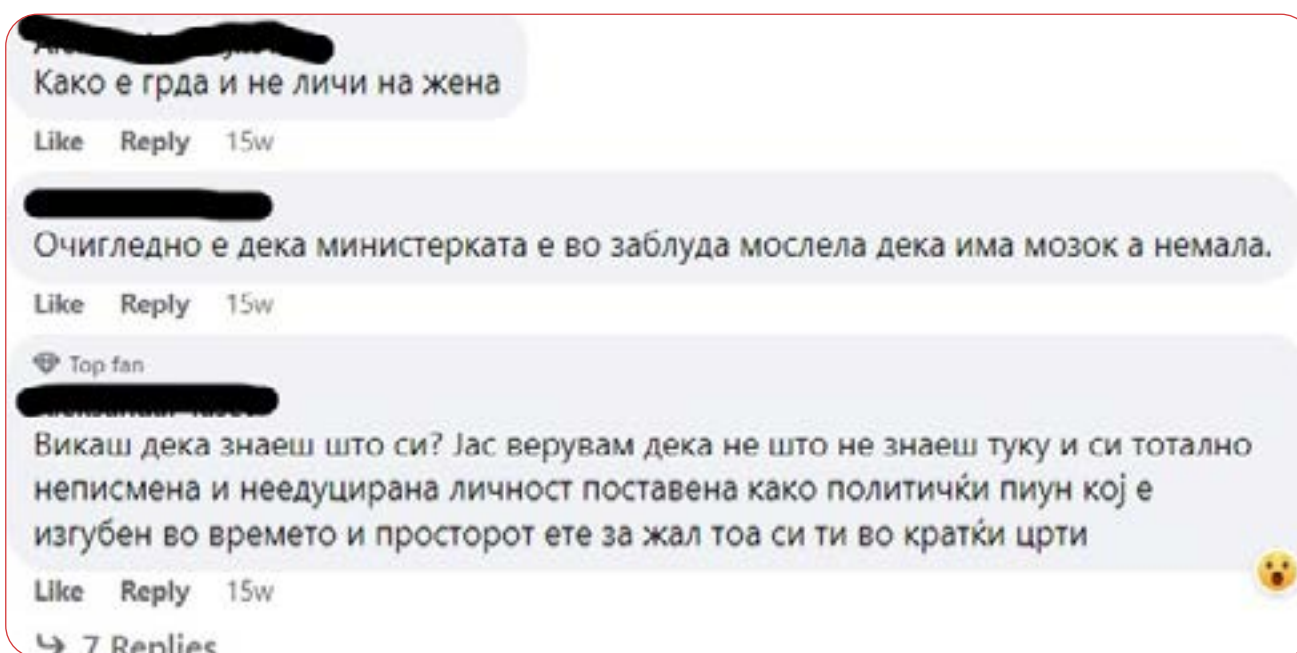 Како е грда и не личи на жена
Like Reply 15w
Очигледно е дека министерката е во заблуда мослела дека има мозок а немала.
Like Reply 15w
Top fan
Викаш дека знаеш што си? Јас верувам дека не што не знаеш туку и си тотално
неписмена и неедуцирана личност поставена како политичќи пиун кој е
изгубен во времето и просторот ете за жал тоа си ти во кратќи црти
Like Reply 15w
7 Replies